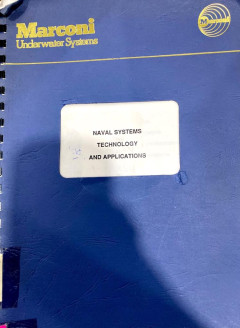 Marconi
Underwater Systems
NAVAL SYSTEMS
TECHNOLOGY
AND APPLICATIONS